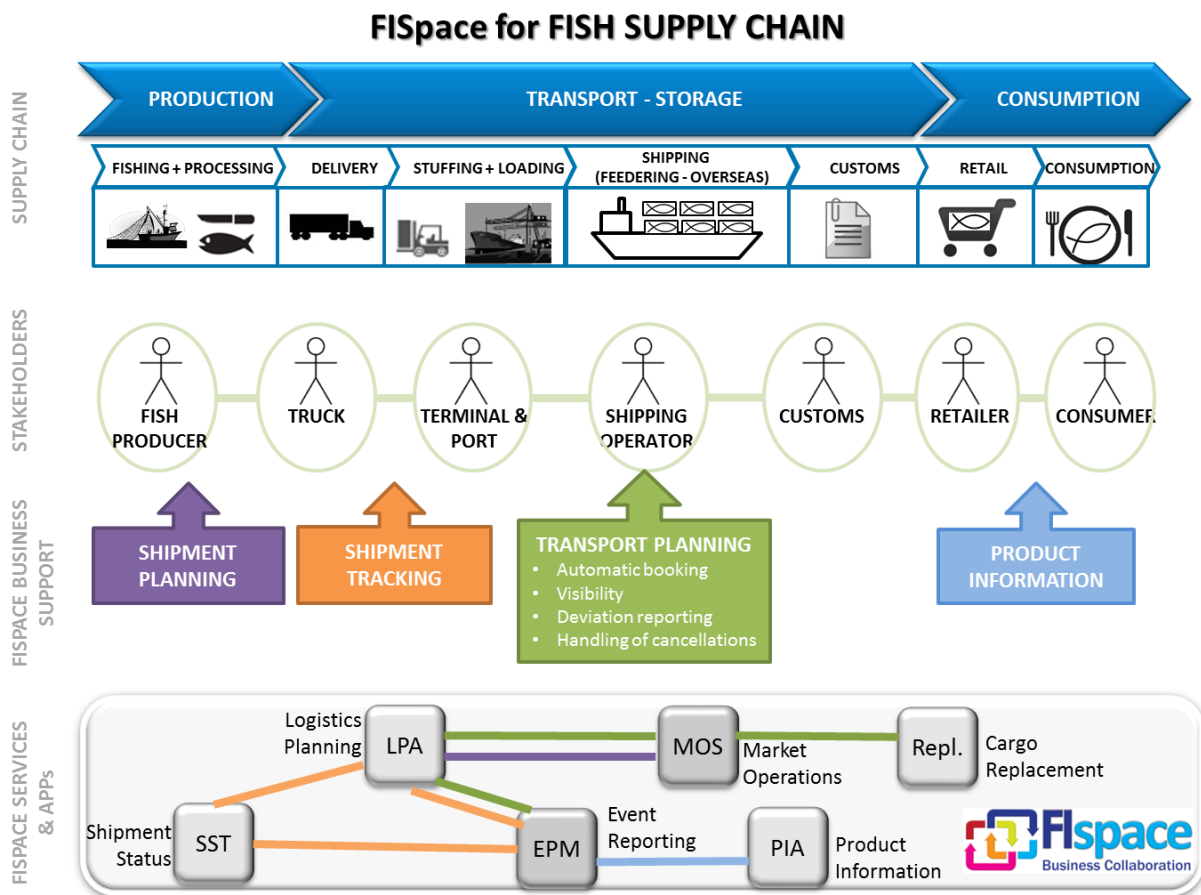 FISpace for FISH SUPPLY CHAIN
SUPPLY CHAIN
PRODUCTION
TRANSPORT - STORAGE
CONSUMPTION
FISHING + PROCESSING
DELIVERY
STUFFING + LOADING
SHIPPING
(FEEDERING - OVERSEAS)
CUSTOMS
RETAIL
CONSUMPTION
STAKEHOLDERS
FISH
PRODUCER
TRUCK
TERMINAL &
PORT
SHIPPING
OPERATOR
CUSTOMS
RETAILER
CONSUMER
FISPACE BUSINESS
SUPPORT
SHIPMENT
PLANNING
SHIPMENT
TRACKING
TRANSPORT PLANNING
• Automatic booking
• Visibility
• Deviation reporting
• Handling of cancellations
PRODUCT
INFORMATION
FISPACE SERVICES
& APPs
Logistics
Planning
LPA
MOS
Market
Operations
Repl.
Cargo
Replacement
Shipment
Status
SST
EPM
Event
Reporting
PIA
Product
Information
FIspace
Business Collaboration